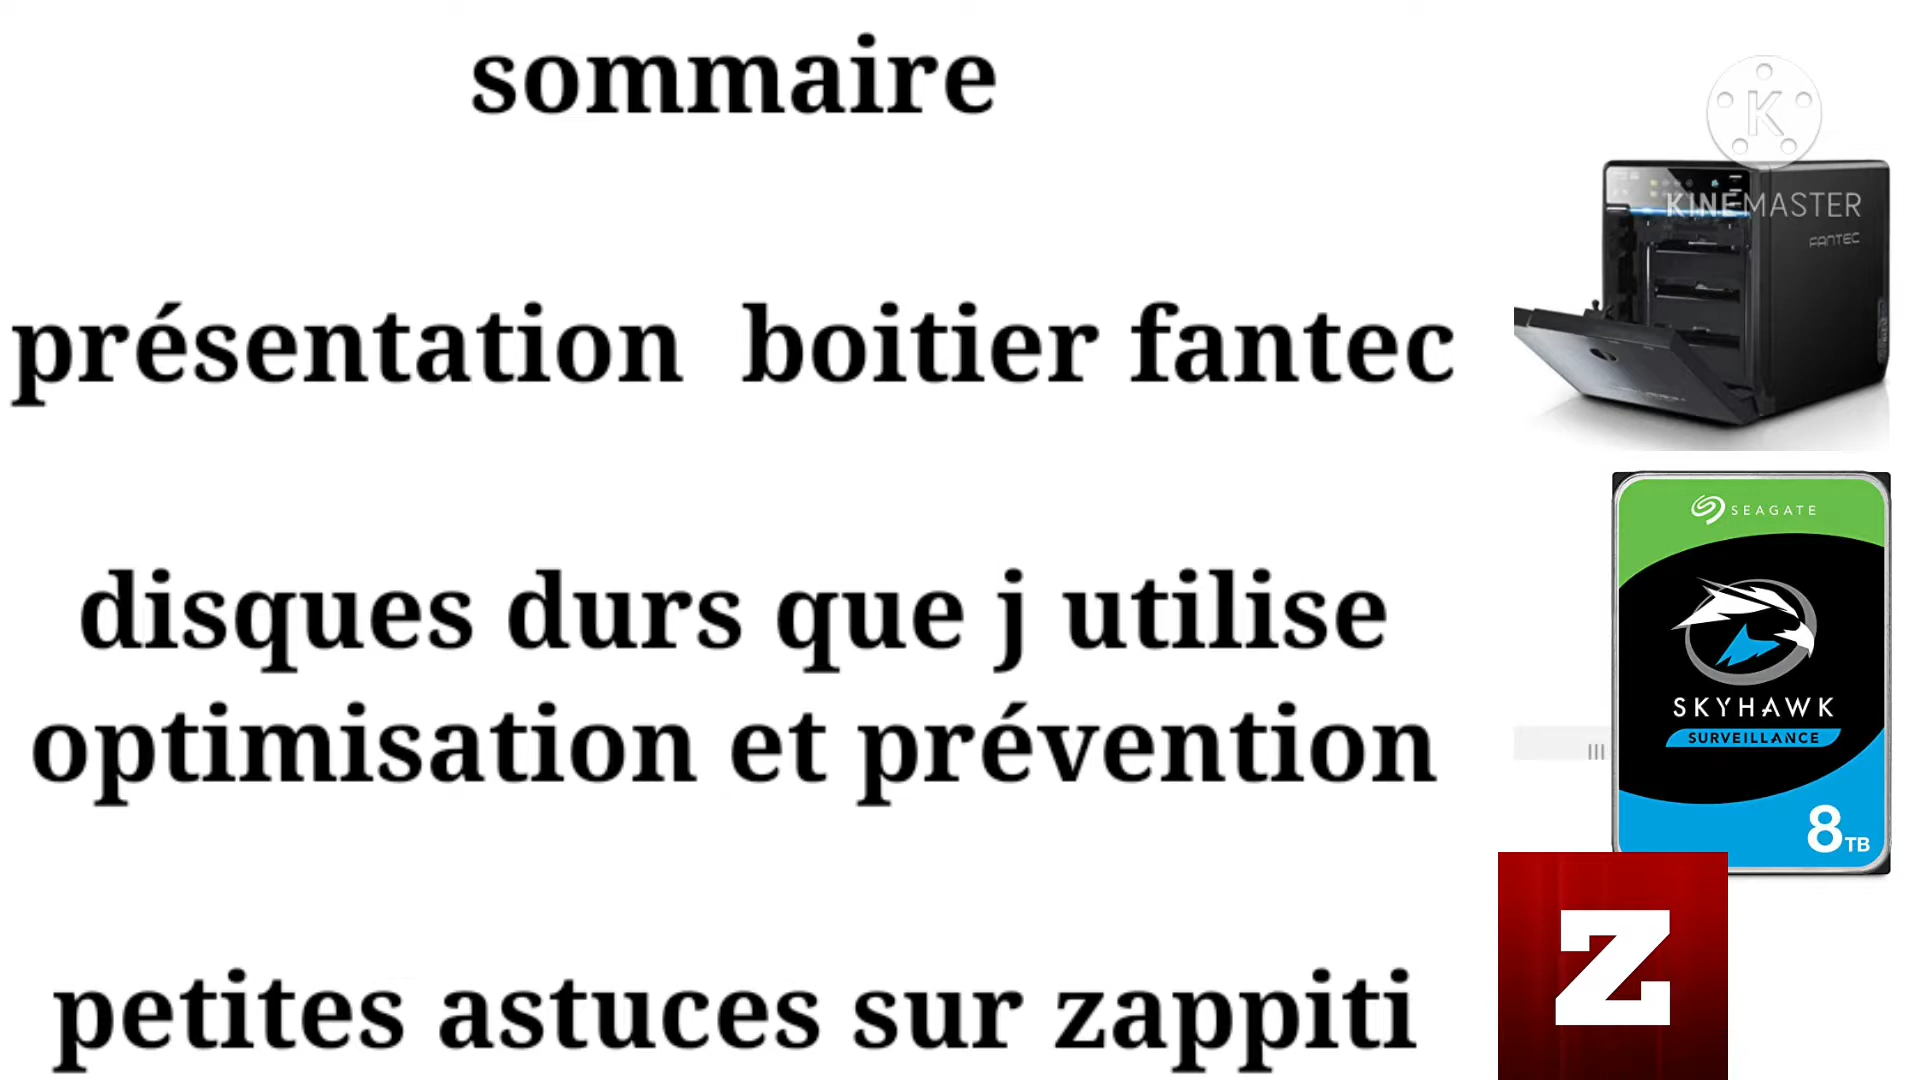 sommaire
K
KINEMASTER
FANTEC
présentation  boitier fantec
SEAGATE
disques durs que j utilise
SKYHAWK
SURVEILLANCE
optimisation et prévention
8TB
Z
petites astuces sur zappiti